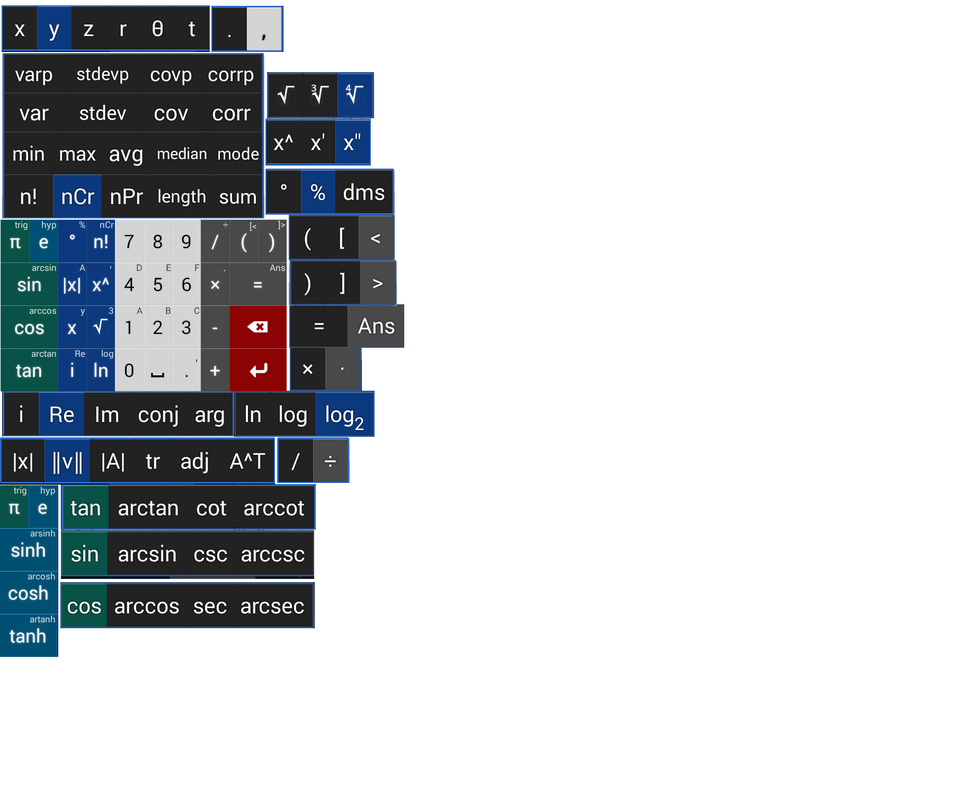 x y z r θ t . ,
varp stdevp covp corrp
var stdev cov corr
√ ³√ ⁴√
min max avg median mode
x^ x' x"
n! nCr nPr length sum
° % dms
trig hyp % nCr ÷ [< ]>
π e ° n! 7 8 9 / ( )
( [ <
arcsin A ' D E F , Ans
sin |x| x^ 4 5 6 × =
) ] >
arccos y 3 A B C
cos x √ 1 2 3 -
= Ans
arctan Re log ,
tan i ln 0 ⌴ . +
× ·
i Re Im conj arg ln log log₂
|x| ‖v‖ |A| tr adj A^T / ÷
trig hyp
π e
tan arctan cot arccot
arsinh
sinh
sin arcsin csc arccsc
arcosh
cosh
cos arccos sec arcsec
artanh
tanh